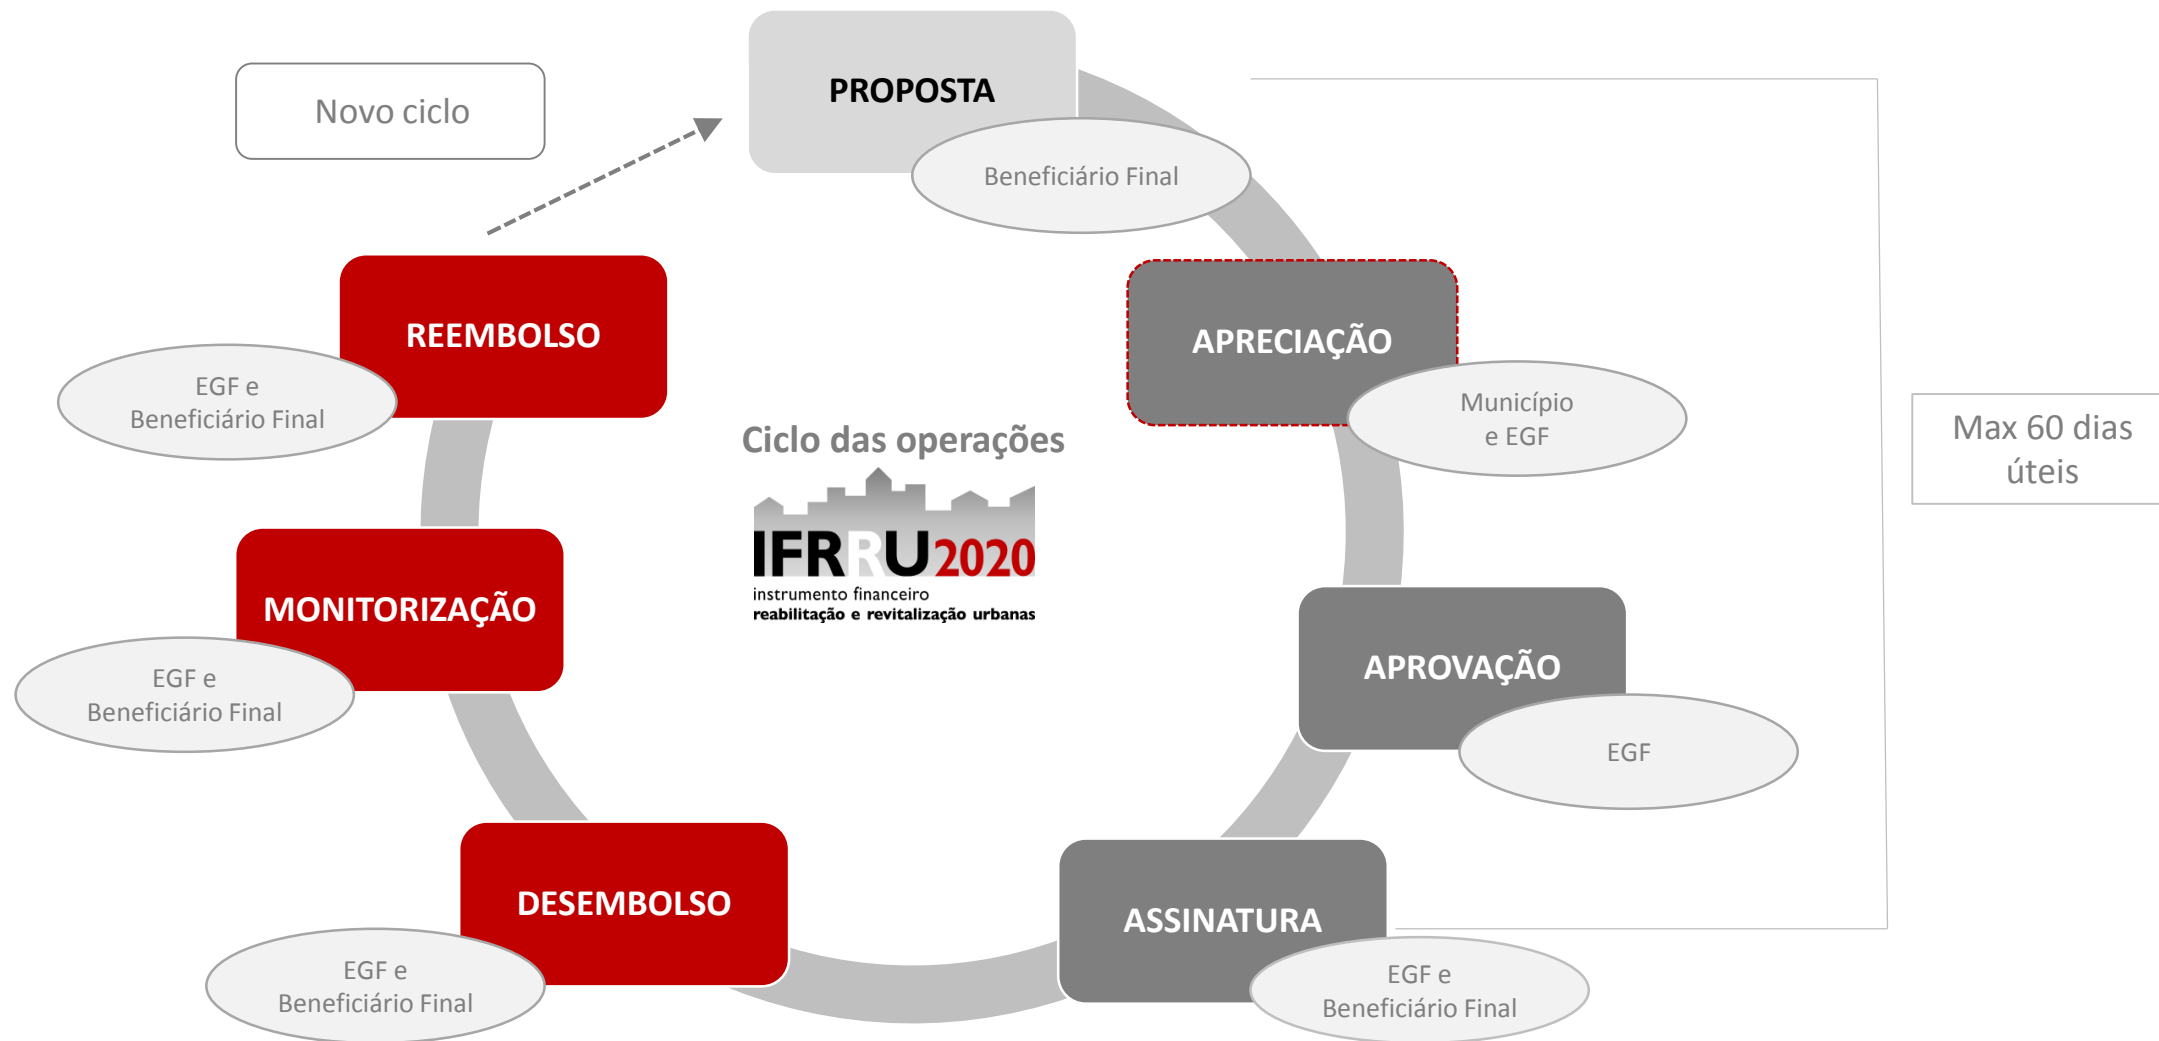 Novo ciclo
PROPOSTA
Beneficiário Final
APRECIAÇÃO
Município
e EGF
Max 60 dias
úteis
APROVAÇÃO
EGF
ASSINATURA
EGF e
Beneficiário Final
DESEMBOLSO
EGF e
Beneficiário Final
MONITORIZAÇÃO
EGF e
Beneficiário Final
REEMBOLSO
EGF e
Beneficiário Final
Ciclo das operações
IFRRU2020
instrumento financeiro
reabilitação e revitalização urbanas